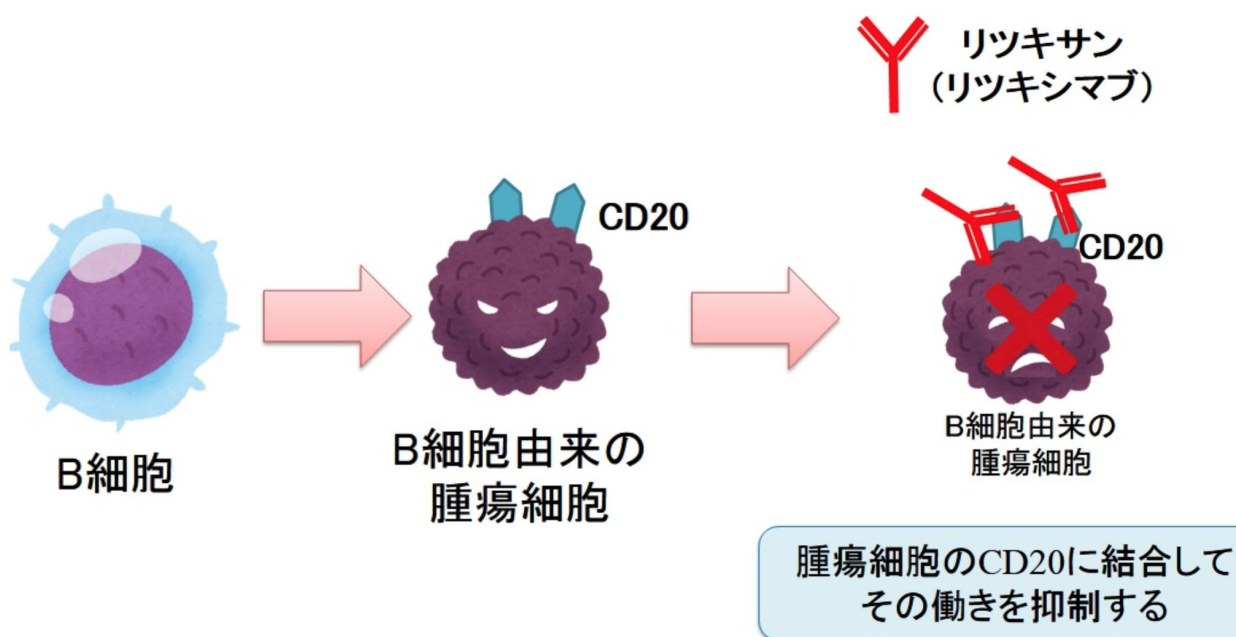 リツキサン
(リツキシマブ)
CD20
CD20
B細胞
B細胞由来の
腫瘍細胞
B細胞由来の
腫瘍細胞
腫瘍細胞のCD20に結合して
その働きを抑制する